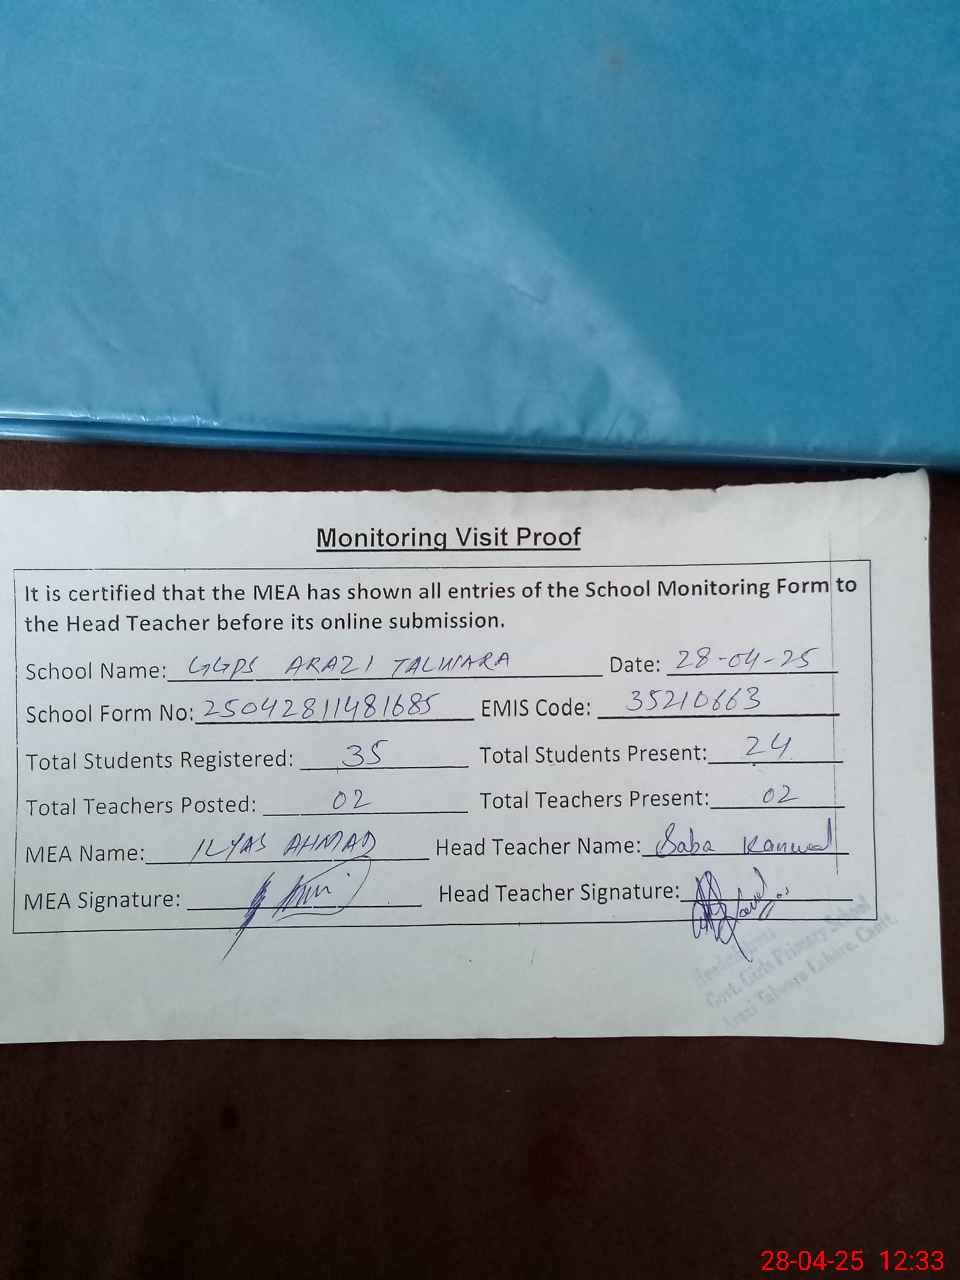 Monitoring Visit Proof
It is certified that the MEA has shown all entries of the School Monitoring Form to
the Head Teacher before its online submission.
School Name: GGPS ARAZI TALWARA Date: 28-04-25
School Form No: 25042811481685 EMIS Code: 35210663
Total Students Registered: 35 Total Students Present: 24
Total Teachers Posted: 02 Total Teachers Present: 02
MEA Name: ILYAS AHMAD Head Teacher Name: Saba Kanwal
MEA Signature: Head Teacher Signature:
Govt. Girls Primary School
Arazi Talwara Lahore Cantt.
28-04-25 12:33